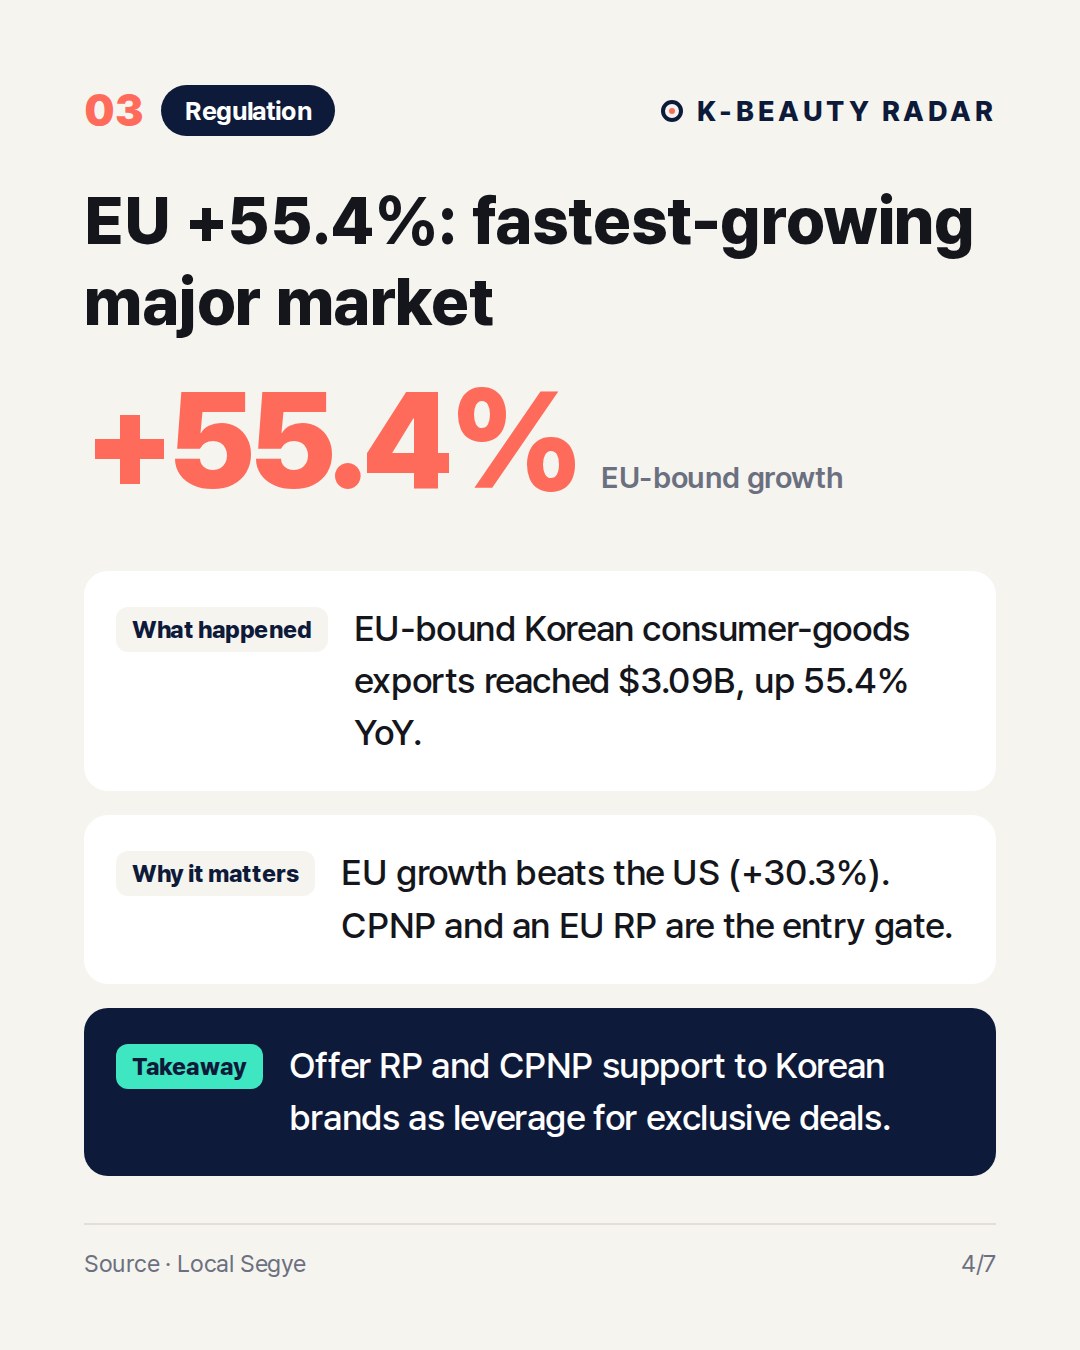 03 Regulation K-BEAUTY RADAR
EU +55.4%: fastest-growing
major market
+55.4% EU-bound growth
What happened EU-bound Korean consumer-goods
exports reached $3.09B, up 55.4%
YoY.
Why it matters EU growth beats the US (+30.3%).
CPNP and an EU RP are the entry gate.
Takeaway Offer RP and CPNP support to Korean
brands as leverage for exclusive deals.
Source · Local Segye 4/7